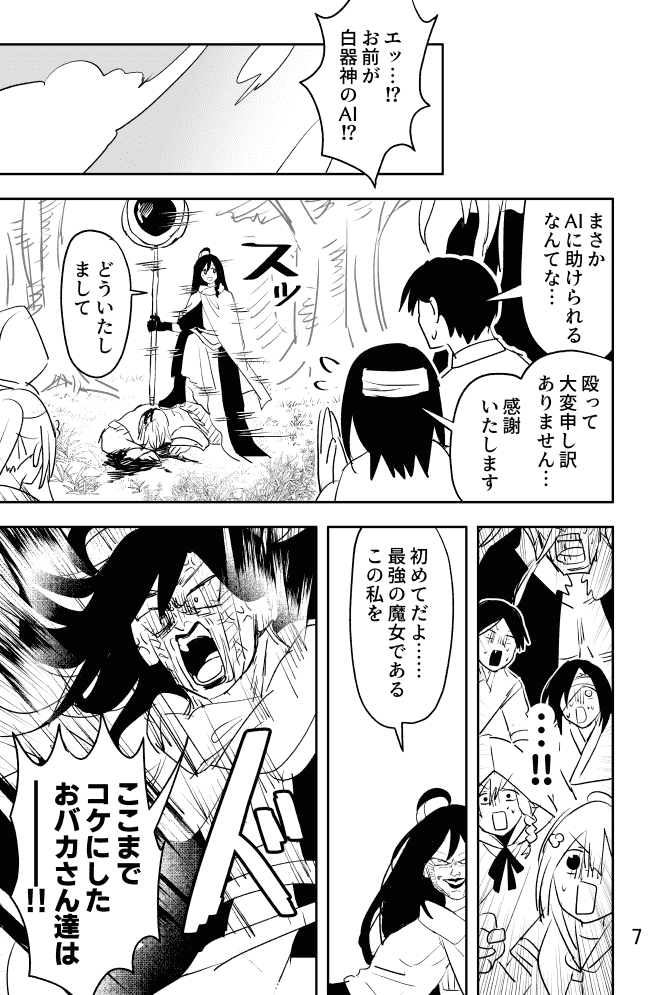 エッ…⁉
お前が
白器神のAI
⁉
まさか
AIに助けられる
なんてな…
殴って
大変申し訳
ありません…
感謝
いたします
スッ
どういたし
まして
…‼
初めてだよ……
最強の魔女である
この私を
ここまで
コケにした
おバカさん達は
――‼
ドン
7